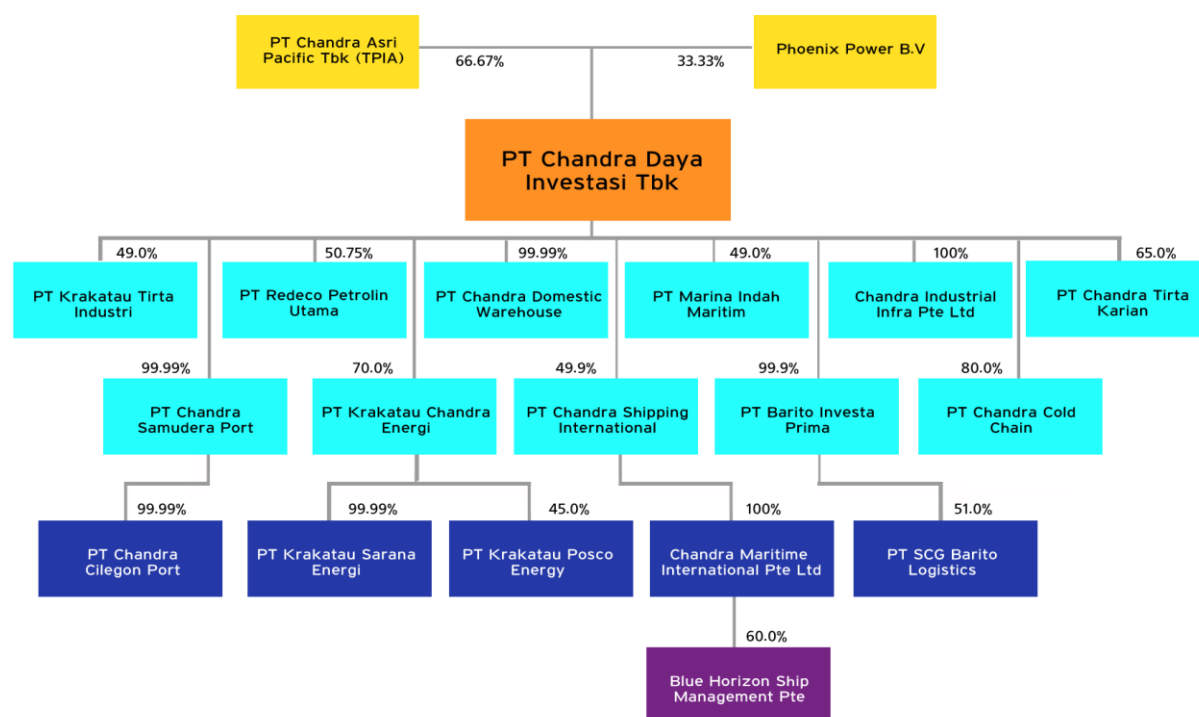 PT Chandra Asri
Pacific Tbk (TPIA)
66.67%
33.33%
Phoenix Power B.V
PT Chandra Daya
Investasi Tbk
49.0%
50.75%
99.99%
49.0%
100%
65.0%
PT Krakatau Tirta
Industri
PT Redeco Petrolin
Utama
PT Chandra Domestic
Warehouse
PT Marina Indah
Maritim
Chandra Industrial
Infra Pte Ltd
PT Chandra Tirta
Karian
99.99%
70.0%
49.9%
99.9%
80.0%
PT Chandra
Samudera Port
PT Krakatau Chandra
Energi
PT Chandra Shipping
International
PT Barito Investa
Prima
PT Chandra Cold
Chain
99.99%
99.99%
45.0%
100%
51.0%
PT Chandra
Cilegon Port
PT Krakatau Sarana
Energi
PT Krakatau Posco
Energy
Chandra Maritime
International Pte Ltd
PT SCG Barito
Logistics
60.0%
Blue Horizon Ship
Management Pte